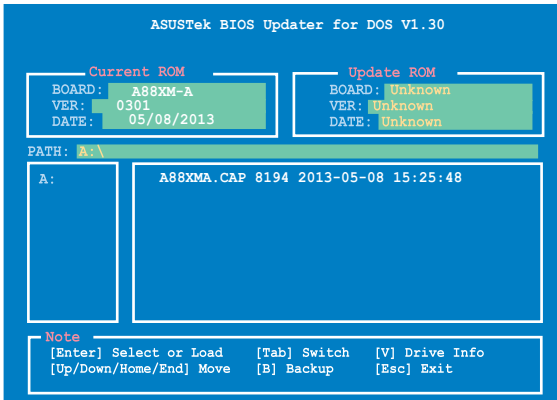 ASUSTek BIOS Updater for DOS V1.30
Current ROM
BOARD: A88XM-A
VER: 0301
DATE: 05/08/2013
Update ROM
BOARD: Unknown
VER: Unknown
DATE: Unknown
PATH: A:\
A:
A88XMA.CAP 8194 2013-05-08 15:25:48
Note
[Enter] Select or Load [Tab] Switch [V] Drive Info
[Up/Down/Home/End] Move [B] Backup [Esc] Exit